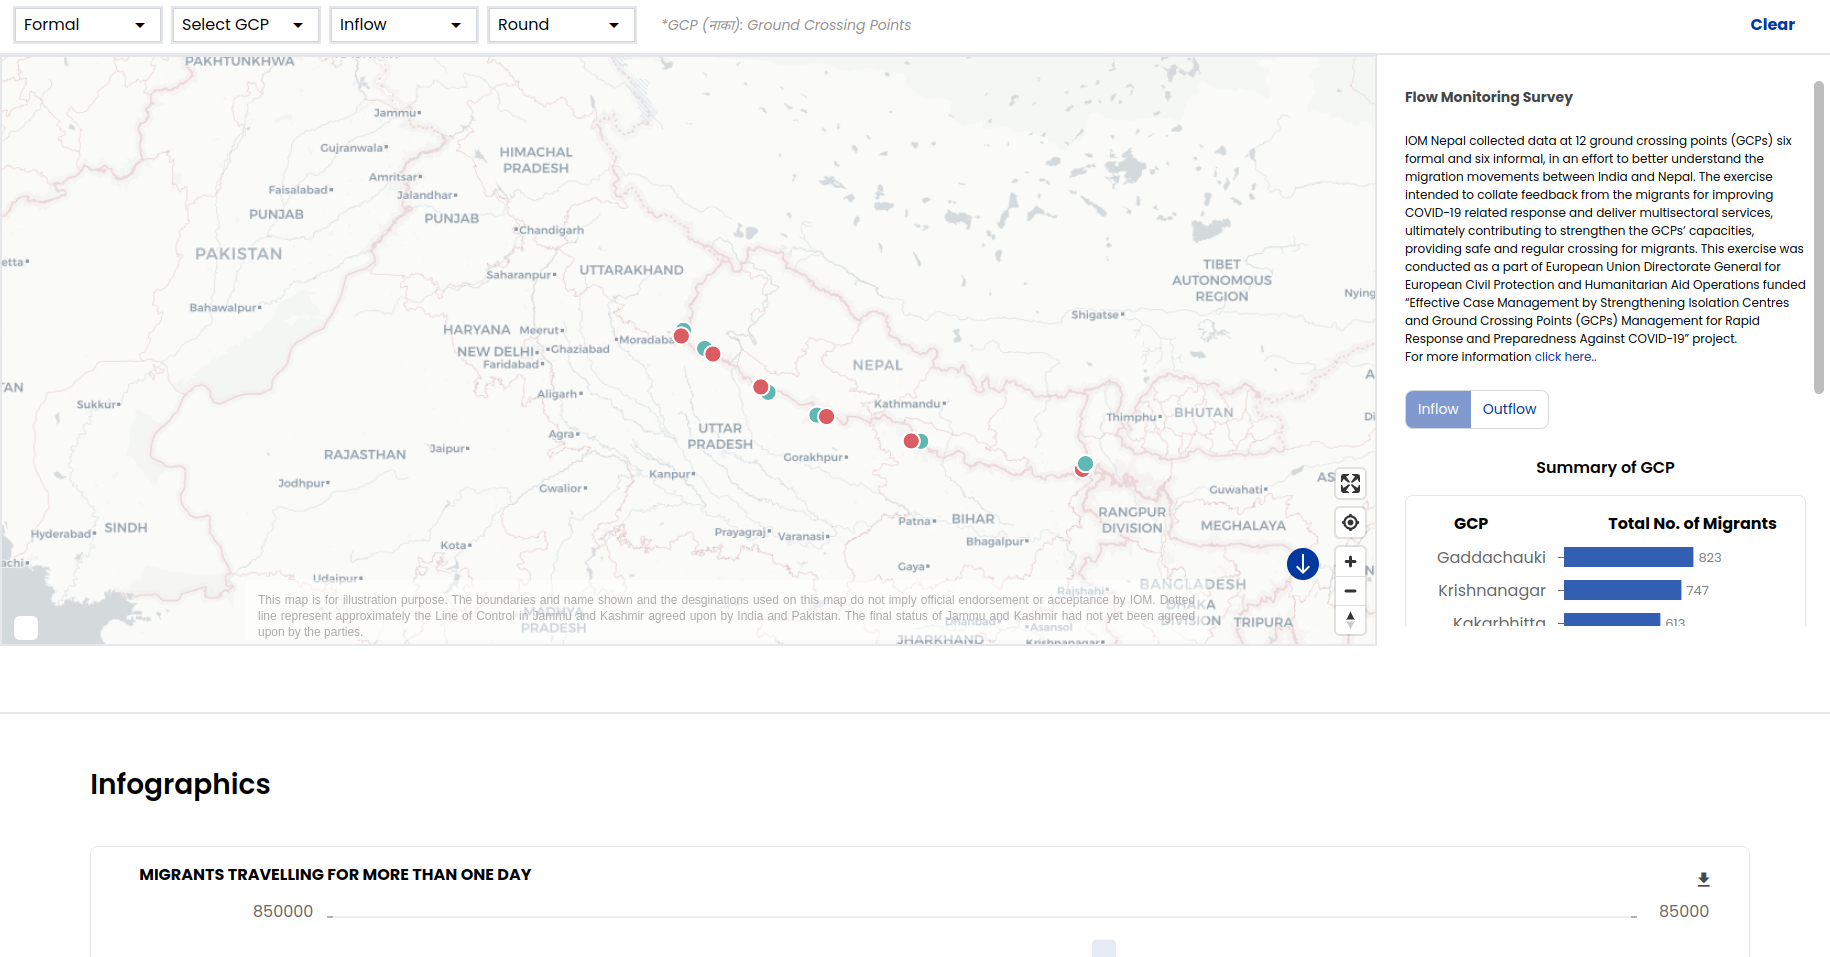 Formal
Select GCP
Inflow
Round
*GCP (नाका): Ground Crossing Points
Clear
PAKHTUNKHWA
Jammu
Gujranwala
HIMACHAL
PRADESH
Amritsar
Faisalabad
Jalandhar
PUNJAB
PUNJAB
Chandigarh
PAKISTAN
etta
Saharanpur
UTTARAKHAND
TIBET
AUTONOMOUS
REGION
Nying
Bahawalpur
Shigatse
HARYANA
Meerut
Moradaba
NEW DELHI
Ghaziabad
Faridabad
NEPAL
A
AN
Aligarh
Sukkur
Kathmandu
Thimphu
BHUTAN
Di
UTTAR
PRADESH
Agra
Jaipur
RAJASTHAN
Gorakhpur
Kanpur
AS
Jodhpur
Gwalior
Guwahati
RANGPUR
DIVISION
Patna
BIHAR
MEGHALAYA
SINDH
Hyderabad
Prayagraj
Varanasi
Kota
Bhagalpur
achi
Gaya
N
Udaipur
BANGLADESH
Rajshahi
This map is for illustration purpose. The boundaries and name shown and the desginations used on this map do not imply official endorsement or acceptance by IOM. Dotted
line represent approximately the Line of Control in Jammu and Kashmir agreed upon by India and Pakistan. The final status of Jammu and Kashmir had not yet been agreed
upon by the parties.
MADHYA
PRADESH
DHAKA
DIVISION
Dhanbad
Asansol
TRIPURA
JHARKHAND
Krishnanagar
Flow Monitoring Survey
IOM Nepal collected data at 12 ground crossing points (GCPs) six
formal and six informal, in an effort to better understand the
migration movements between India and Nepal. The exercise
intended to collate feedback from the migrants for improving
COVID-19 related response and deliver multisectoral services,
ultimately contributing to strengthen the GCPs’ capacities,
providing safe and regular crossing for migrants. This exercise was
conducted as a part of European Union Directorate General for
European Civil Protection and Humanitarian Aid Operations funded
“Effective Case Management by Strengthening Isolation Centres
and Ground Crossing Points (GCPs) Management for Rapid
Response and Preparedness Against COVID-19” project.
For more information click here..
Inflow
Outflow
Summary of GCP
GCP
Total No. of Migrants
Gaddachauki
823
Krishnanagar
747
Kakarbhitta
613
Infographics
MIGRANTS TRAVELLING FOR MORE THAN ONE DAY
850000
85000